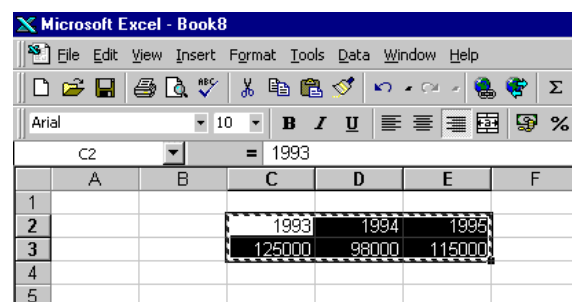 Microsoft Excel - Book8
File Edit View Insert Format Tools Data Window Help
ABC Σ
Arial 10 B I U a %
C2 = 1993
A B C D E F
1
2 1993 1994 1995
3 125000 98000 115000
4
5